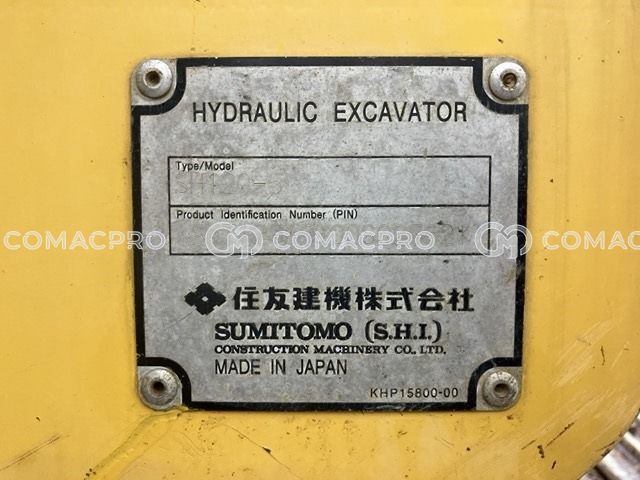 HYDRAULIC EXCAVATOR
Type/Model
Product Identification Number (PIN)
COMACPRO COMACPRO COMACPRO
住友建機株式会社
SUMITOMO (S.H.I.)
CONSTRUCTION MACHINERY CO., LTD.
MADE IN JAPAN
KHP15800-00